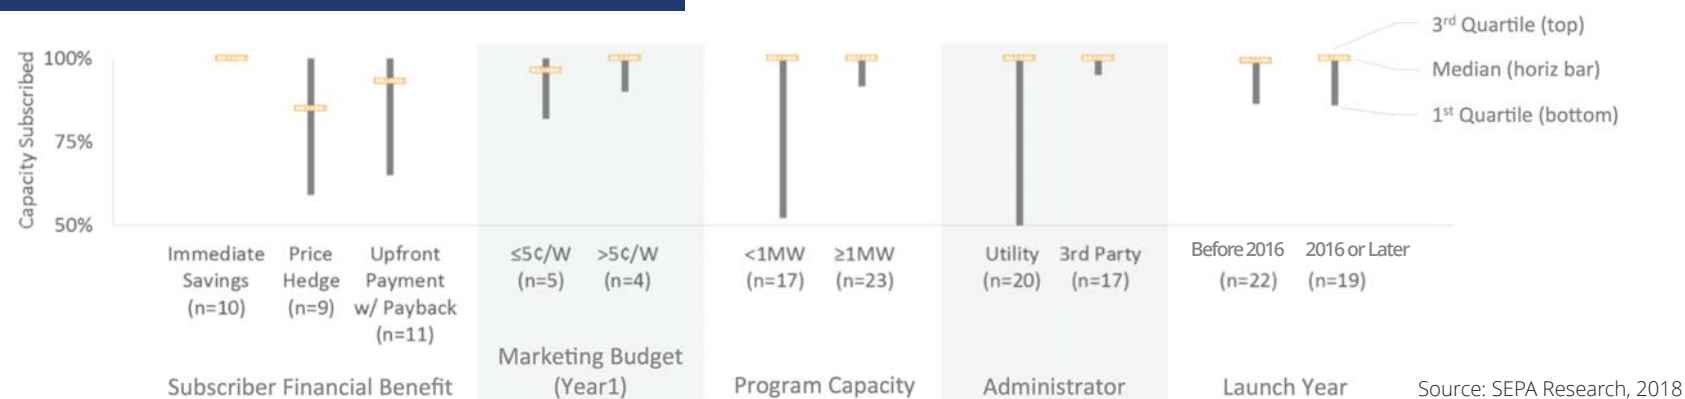 3rd Quartile (top)
Median (horiz bar)
1st Quartile (bottom)
Capacity Subscribed
100%
75%
50%
Immediate Savings (n=10)
Price Hedge (n=9)
Upfront Payment w/ Payback (n=11)
≤5¢/W (n=5)
>5¢/W (n=4)
<1MW (n=17)
≥1MW (n=23)
Utility (n=20)
3rd Party (n=17)
Before 2016 (n=22)
2016 or Later (n=19)
Subscriber Financial Benefit
Marketing Budget (Year1)
Program Capacity
Administrator
Launch Year
Source: SEPA Research, 2018